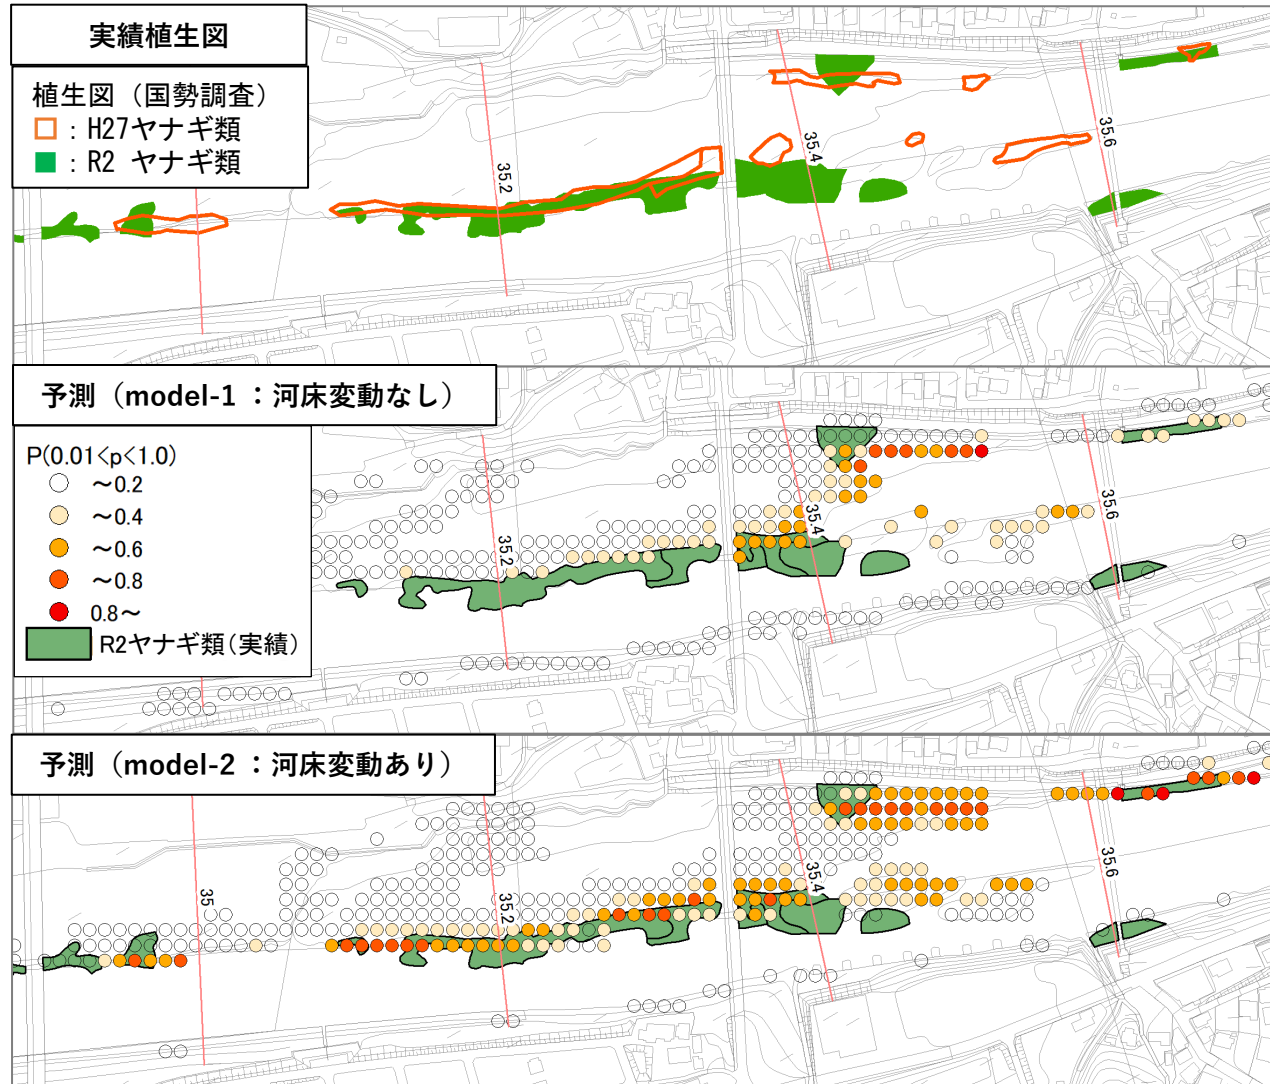 実績植生図
植生図（国勢調査）
：H27ヤナギ類
：R2 ヤナギ類
35.2
35.4
35.6
予測（model-1 ：河床変動なし）
P(0.01<p<1.0)
～0.2
～0.4
～0.6
～0.8
0.8～
R2ヤナギ類(実績)
35.2
35.4
35.6
予測（model-2 ：河床変動あり）
35
35.2
35.4
35.6